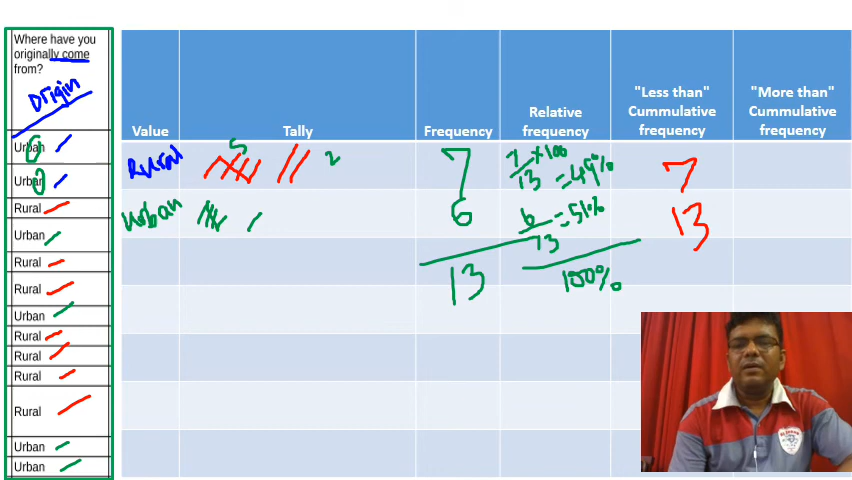 Where have you
originally come
from?
Origin
Urban
Urban
Rural
Urban
Rural
Rural
Urban
Rural
Rural
Rural
Rural
Urban
Urban
Value
Tally
Frequency
Relative
frequency
"Less than"
Cummulative
frequency
"More than"
Cummulative
frequency
Rural
5
2
7
7/13 × 100
= 49%
7
Urban
6
6/13 = 51%
13
13
100%